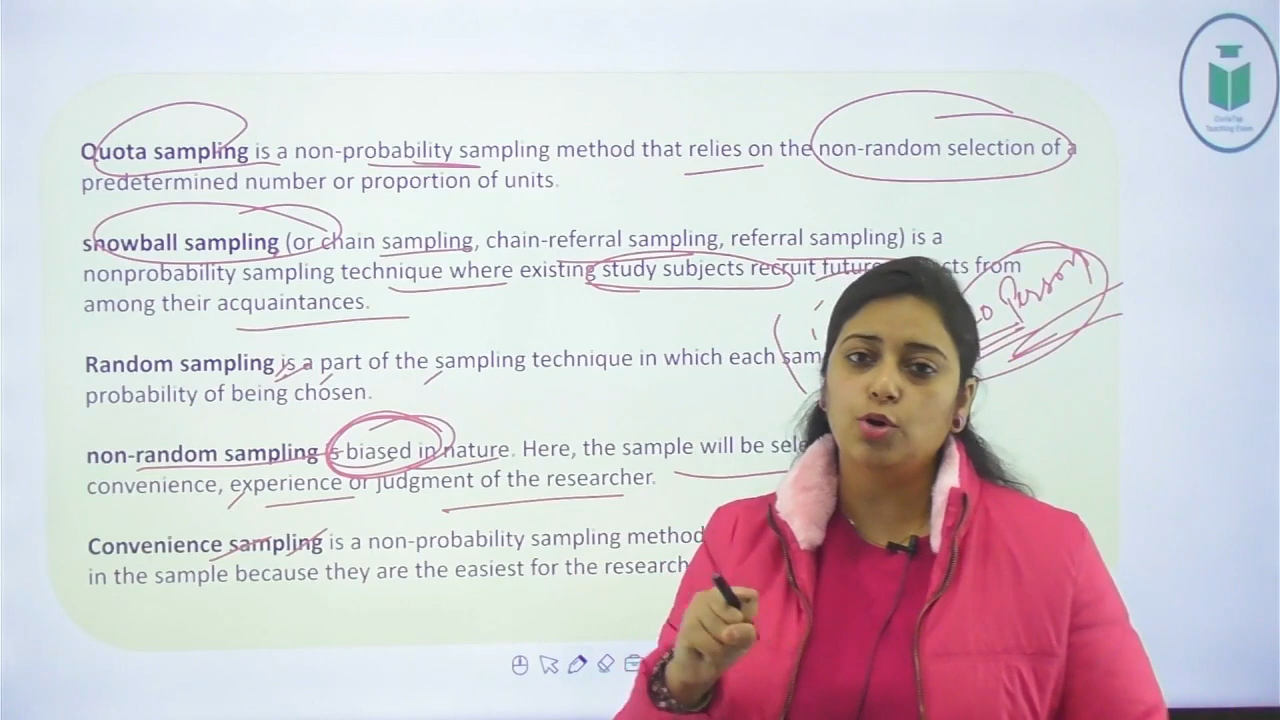 Quota sampling is a non-probability sampling method that relies on the non-random selection of a
predetermined number or proportion of units.
snowball sampling (or chain sampling, chain-referral sampling, referral sampling) is a
nonprobability sampling technique where existing study subjects recruit future cts from
among their acquaintances.
Person
Random sampling is a part of the sampling technique in which each sam
probability of being chosen.
non-random sampling is biased in nature. Here, the sample will be sele
convenience, experience or judgment of the researcher.
Convenience sampling is a non-probability sampling method
in the sample because they are the easiest for the research